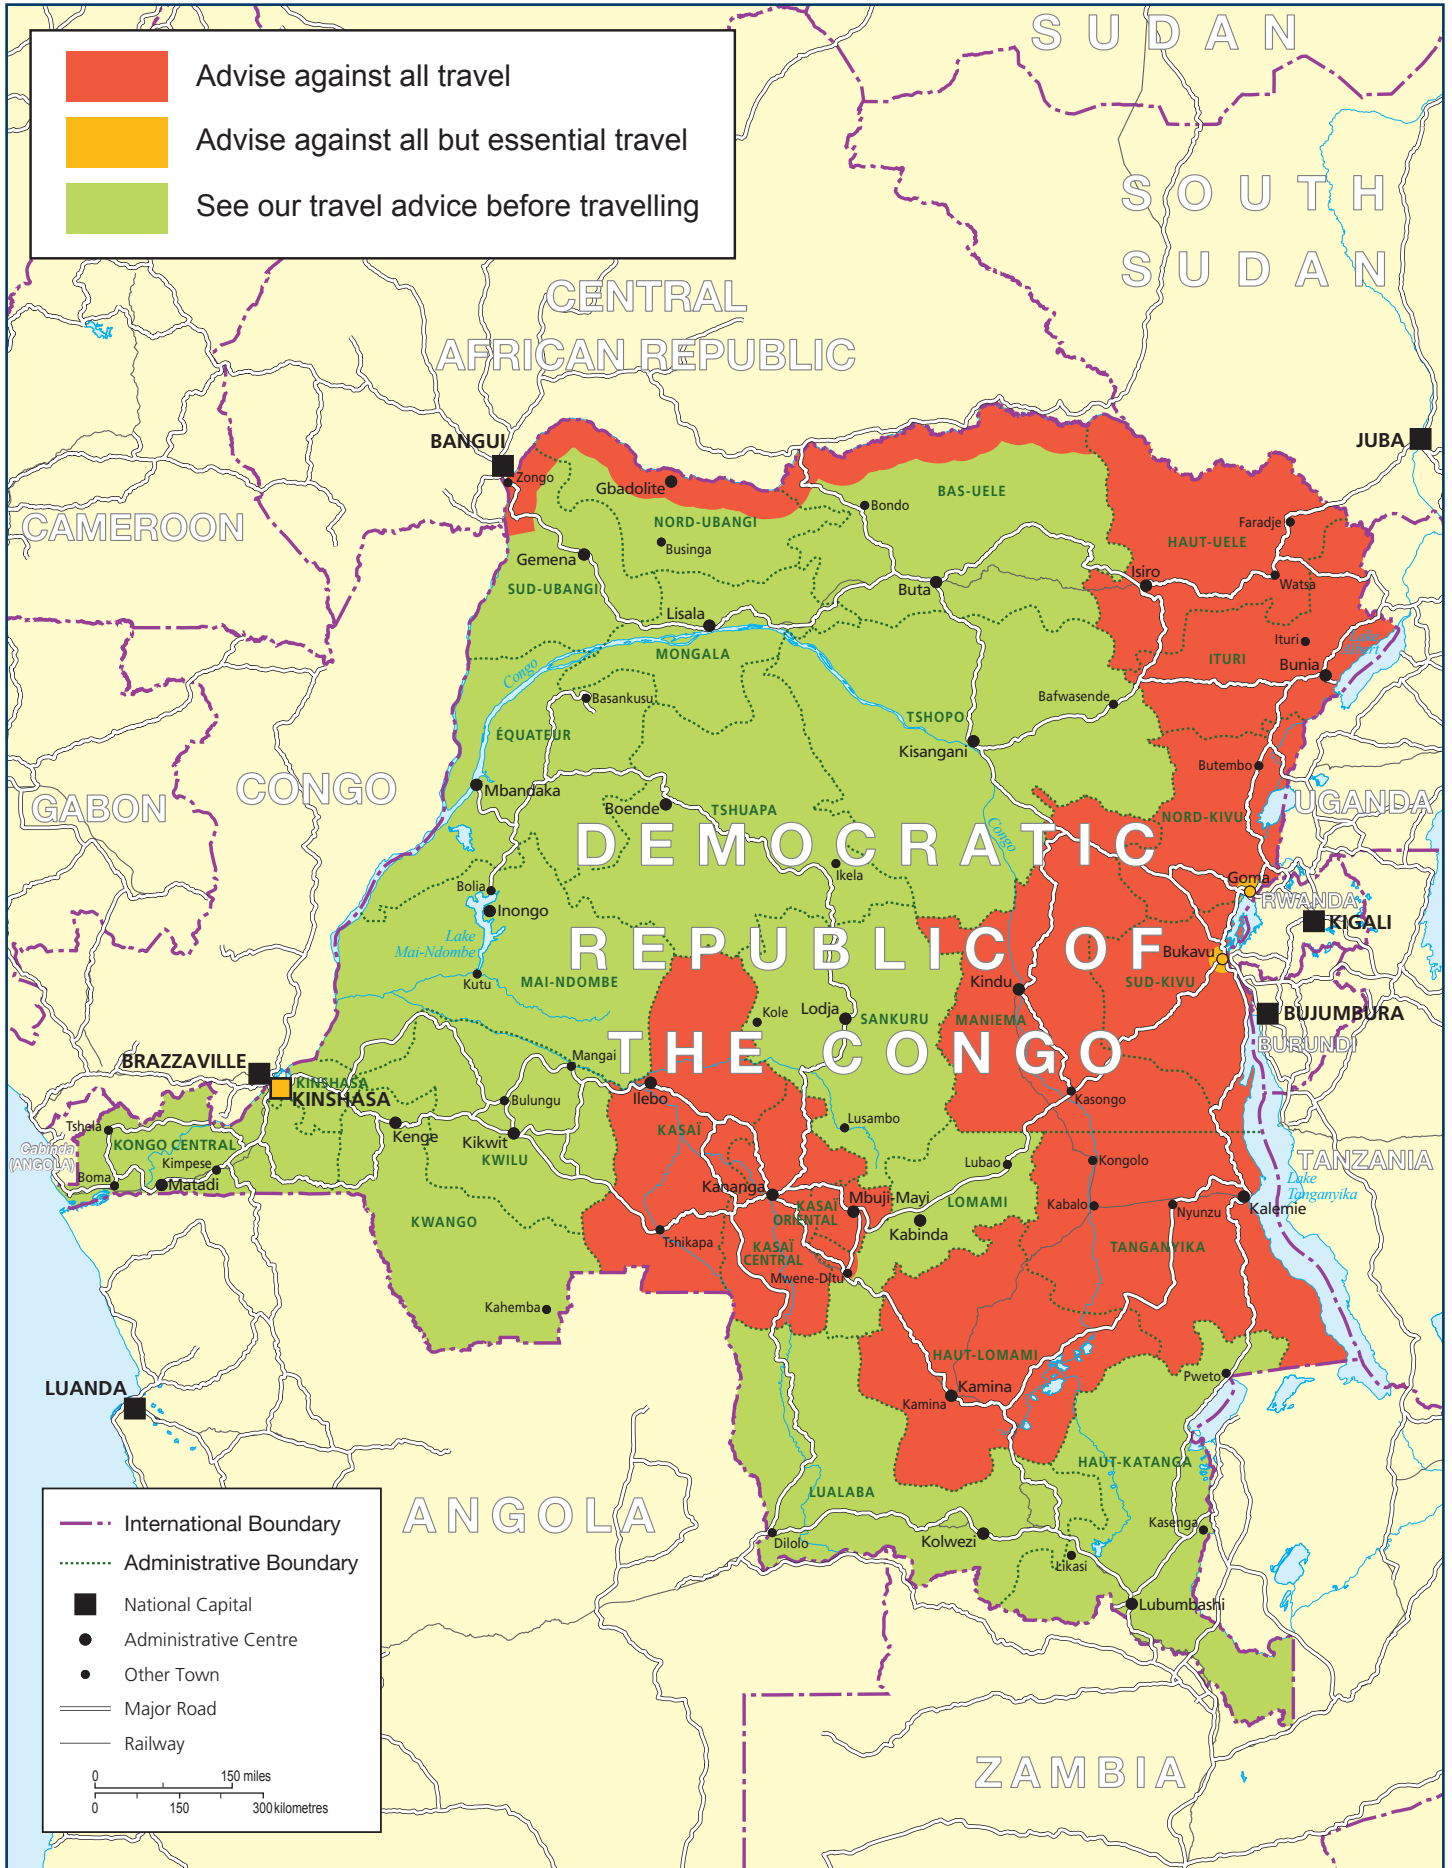 Advise against all travel
Advise against all but essential travel
See our travel advice before travelling
SUDAN
SOUTH
SUDAN
CENTRAL
AFRICAN REPUBLIC
BANGUI
JUBA
Zongo
Gbadolite
BAS-UELE
Bondo
CAMEROON
NORD-UBANGI
Faradje
HAUT-UELE
Businga
Gemena
Isiro
Watsa
SUD-UBANGI
Buta
Lisala
Ituri
Lake
Albert
MONGALA
ITURI
Bunia
Congo
Basankusu
Bafwasende
TSHOPO
ÉQUATEUR
Kisangani
Butembo
CONGO
Mbandaka
GABON
UGANDA
Boende
TSHUAPA
NORD-KIVU
Congo
DEMOCRATIC
Ikela
Goma
Bolia
RWANDA
Inongo
KIGALI
Lake
Mai-Ndombe
REPUBLIC OF
Bukavu
Kutu
MAI-NDOMBE
Kindu
SUD-KIVU
Kole
Lodja
SANKURU
MANIEMA
BUJUMBURA
BURUNDI
THE CONGO
Mangai
BRAZZAVILLE
KINSHASA
KINSHASA
Ilebo
Bulungu
Kasongo
Tshela
Lusambo
KASAÏ
Kenge
Kikwit
KONGO CENTRAL
Cabinda
(ANGOLA)
Kimpese
KWILU
Lubao
Kongolo
TANZANIA
Boma
Matadi
Kananga
Mbuji-Mayi
LOMAMI
Lake
Tanganyika
KASAÏ
ORIENTAL
Kabalo
Nyunzu
Kalemie
KWANGO
Kabinda
Tshikapa
KASAÏ
CENTRAL
TANGANYIKA
Mwene-Ditu
Kahemba
HAUT-LOMAMI
Pweto
LUANDA
Kamina
Kamina
HAUT-KATANGA
LUALABA
ANGOLA
Kasenga
Dilolo
Kolwezi
Likasi
Lubumbashi
ZAMBIA
International Boundary
Administrative Boundary
National Capital
Administrative Centre
Other Town
Major Road
Railway
0 150 miles
0 150 300 kilometres